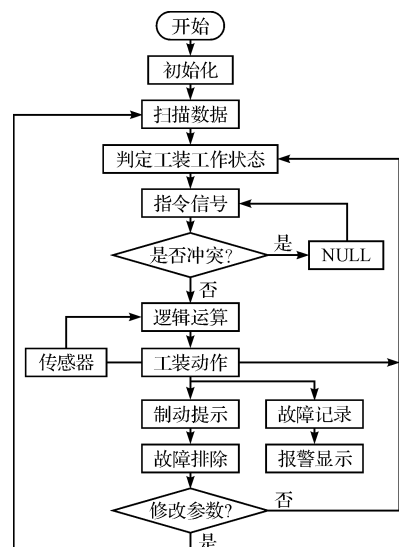 开始
初始化
扫描数据
判定工装工作状态
指令信号
是否冲突?
是
NULL
否
逻辑运算
传感器
工装动作
制动提示
故障记录
故障排除
报警显示
修改参数?
否
是